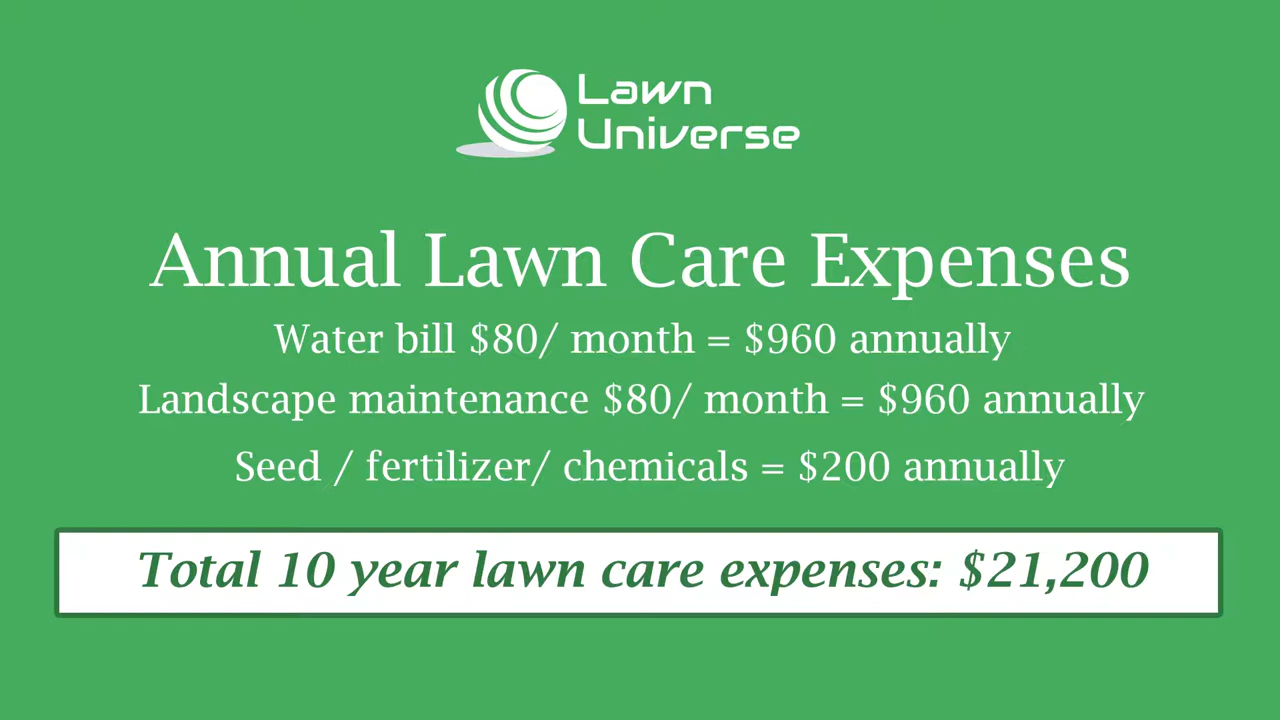 Lawn
Universe
Annual Lawn Care Expenses
Water bill $80/ month = $960 annually
Landscape maintenance $80/ month = $960 annually
Seed / fertilizer/ chemicals = $200 annually
Total 10 year lawn care expenses: $21,200